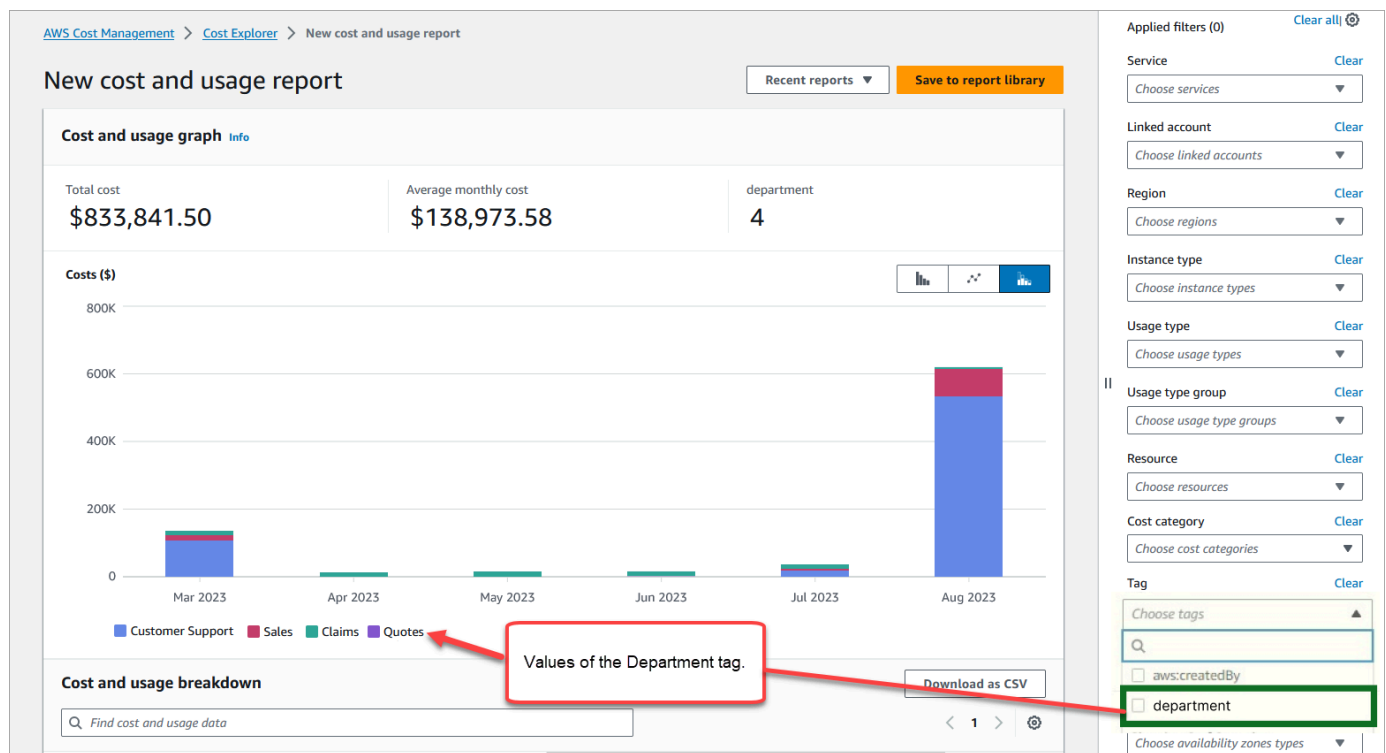 AWS Cost Management > Cost Explorer > New cost and usage report
New cost and usage report
Recent reports ▼
Save to report library
Cost and usage graph Info
Total cost
$833,841.50
Average monthly cost
$138,973.58
department
4
Costs ($)
800K
600K
400K
200K
0
Mar 2023 Apr 2023 May 2023 Jun 2023 Jul 2023 Aug 2023
Customer Support Sales Claims Quotes
Values of the Department tag.
Cost and usage breakdown
Download as CSV
Find cost and usage data
< 1 >
Applied filters (0) Clear all|
Service Clear
Choose services
Linked account Clear
Choose linked accounts
Region Clear
Choose regions
Instance type Clear
Choose instance types
Usage type Clear
Choose usage types
Usage type group Clear
Choose usage type groups
Resource Clear
Choose resources
Cost category Clear
Choose cost categories
Tag Clear
Choose tags
aws:createdBy
department
Choose availability zones types